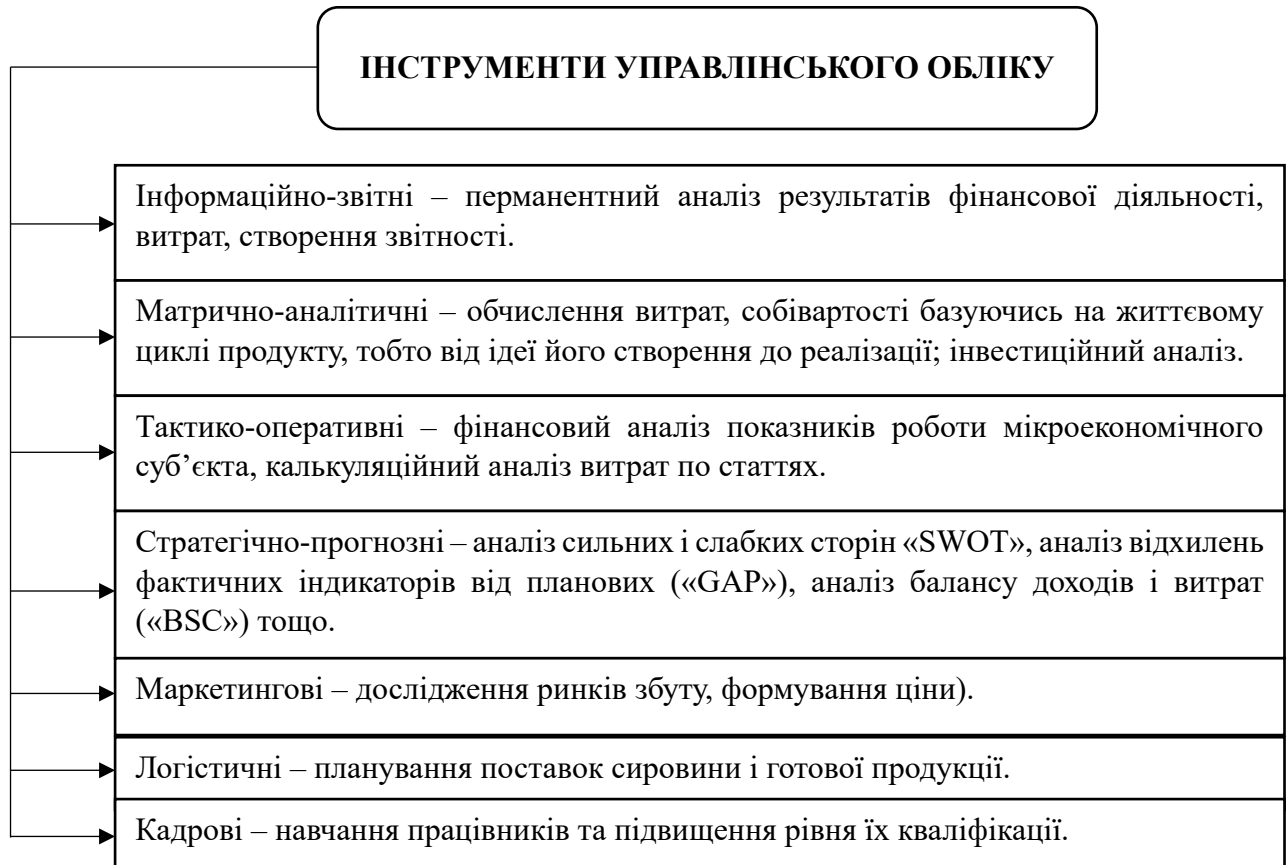 ІНСТРУМЕНТИ УПРАВЛІНСЬКОГО ОБЛІКУ
Інформаційно-звітні – перманентний аналіз результатів фінансової діяльності,
витрат, створення звітності.
Матрично-аналітичні – обчислення витрат, собівартості базуючись на життєвому
циклі продукту, тобто від ідеї його створення до реалізації; інвестиційний аналіз.
Тактико-оперативні – фінансовий аналіз показників роботи мікроекономічного
суб’єкта, калькуляційний аналіз витрат по статтях.
Стратегічно-прогнозні – аналіз сильних і слабких сторін «SWOT», аналіз відхилень
фактичних індикаторів від планових («GAP»), аналіз балансу доходів і витрат
(«BSC») тощо.
Маркетингові – дослідження ринків збуту, формування ціни).
Логістичні – планування поставок сировини і готової продукції.
Кадрові – навчання працівників та підвищення рівня їх кваліфікації.